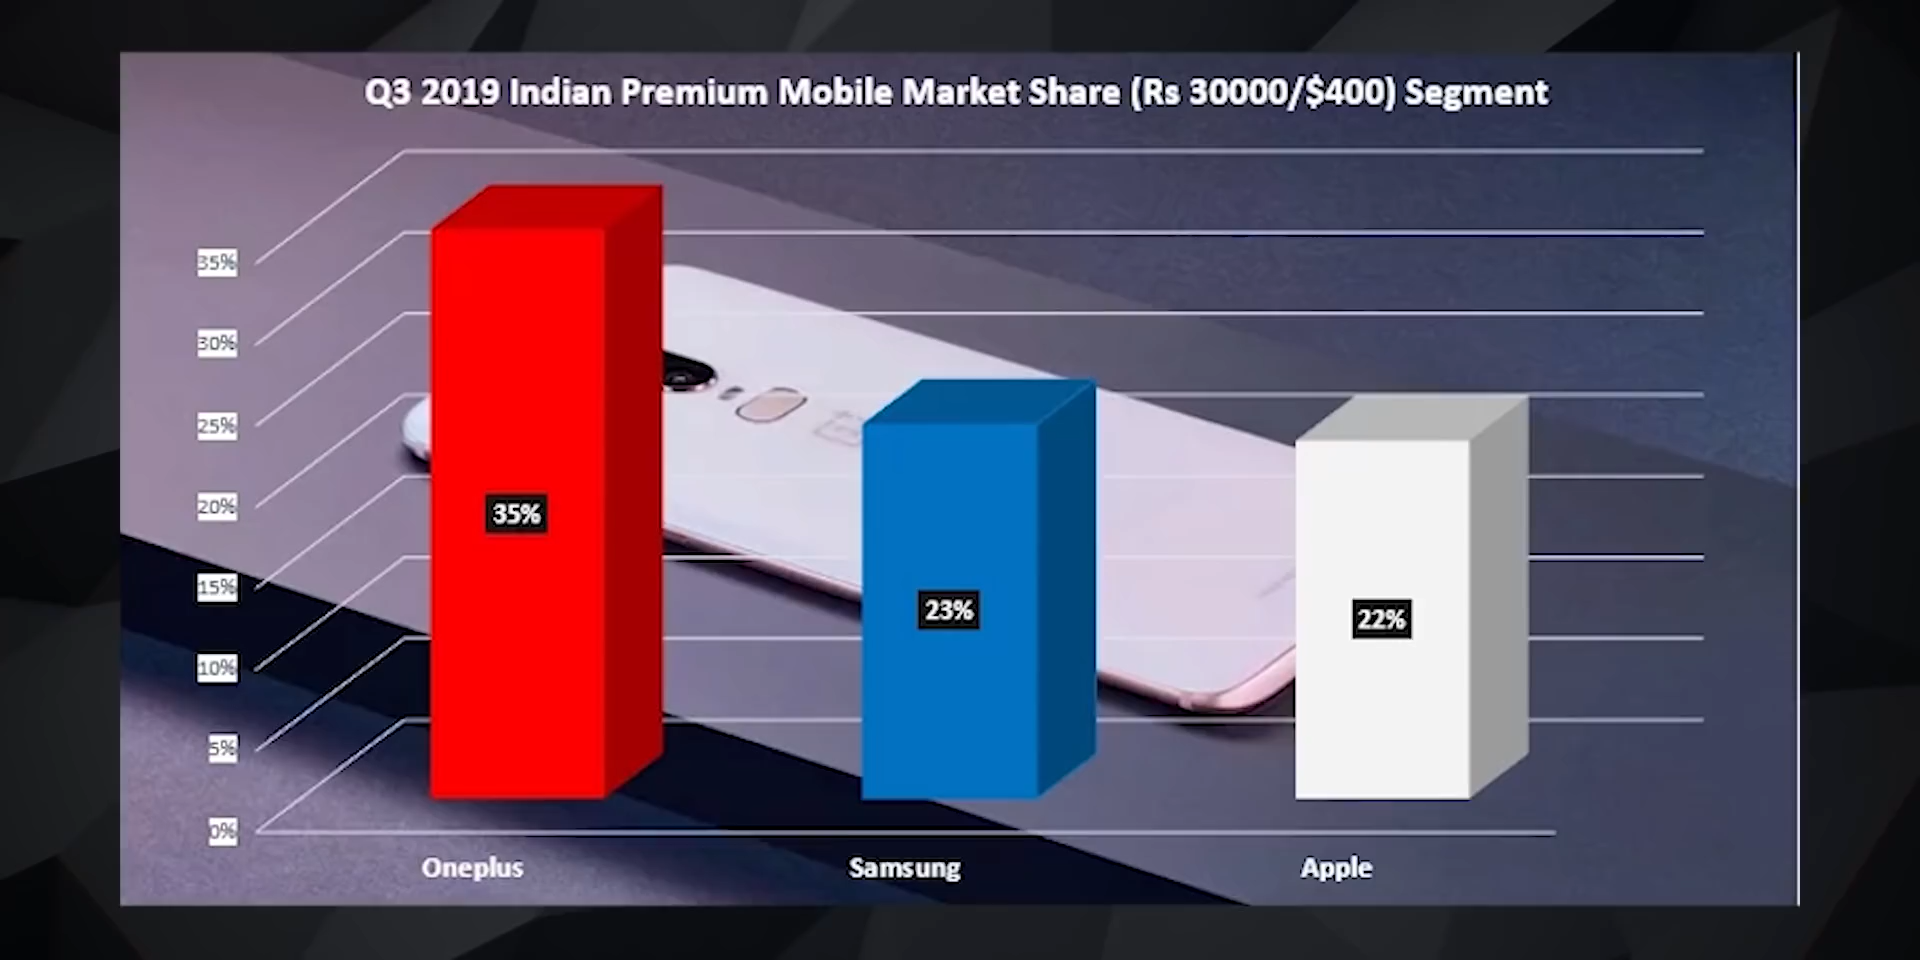 Q3 2019 Indian Premium Mobile Market Share (Rs 30000/$400) Segment
35%
30%
25%
20%
15%
10%
5%
0%
35%
23%
22%
Oneplus
Samsung
Apple